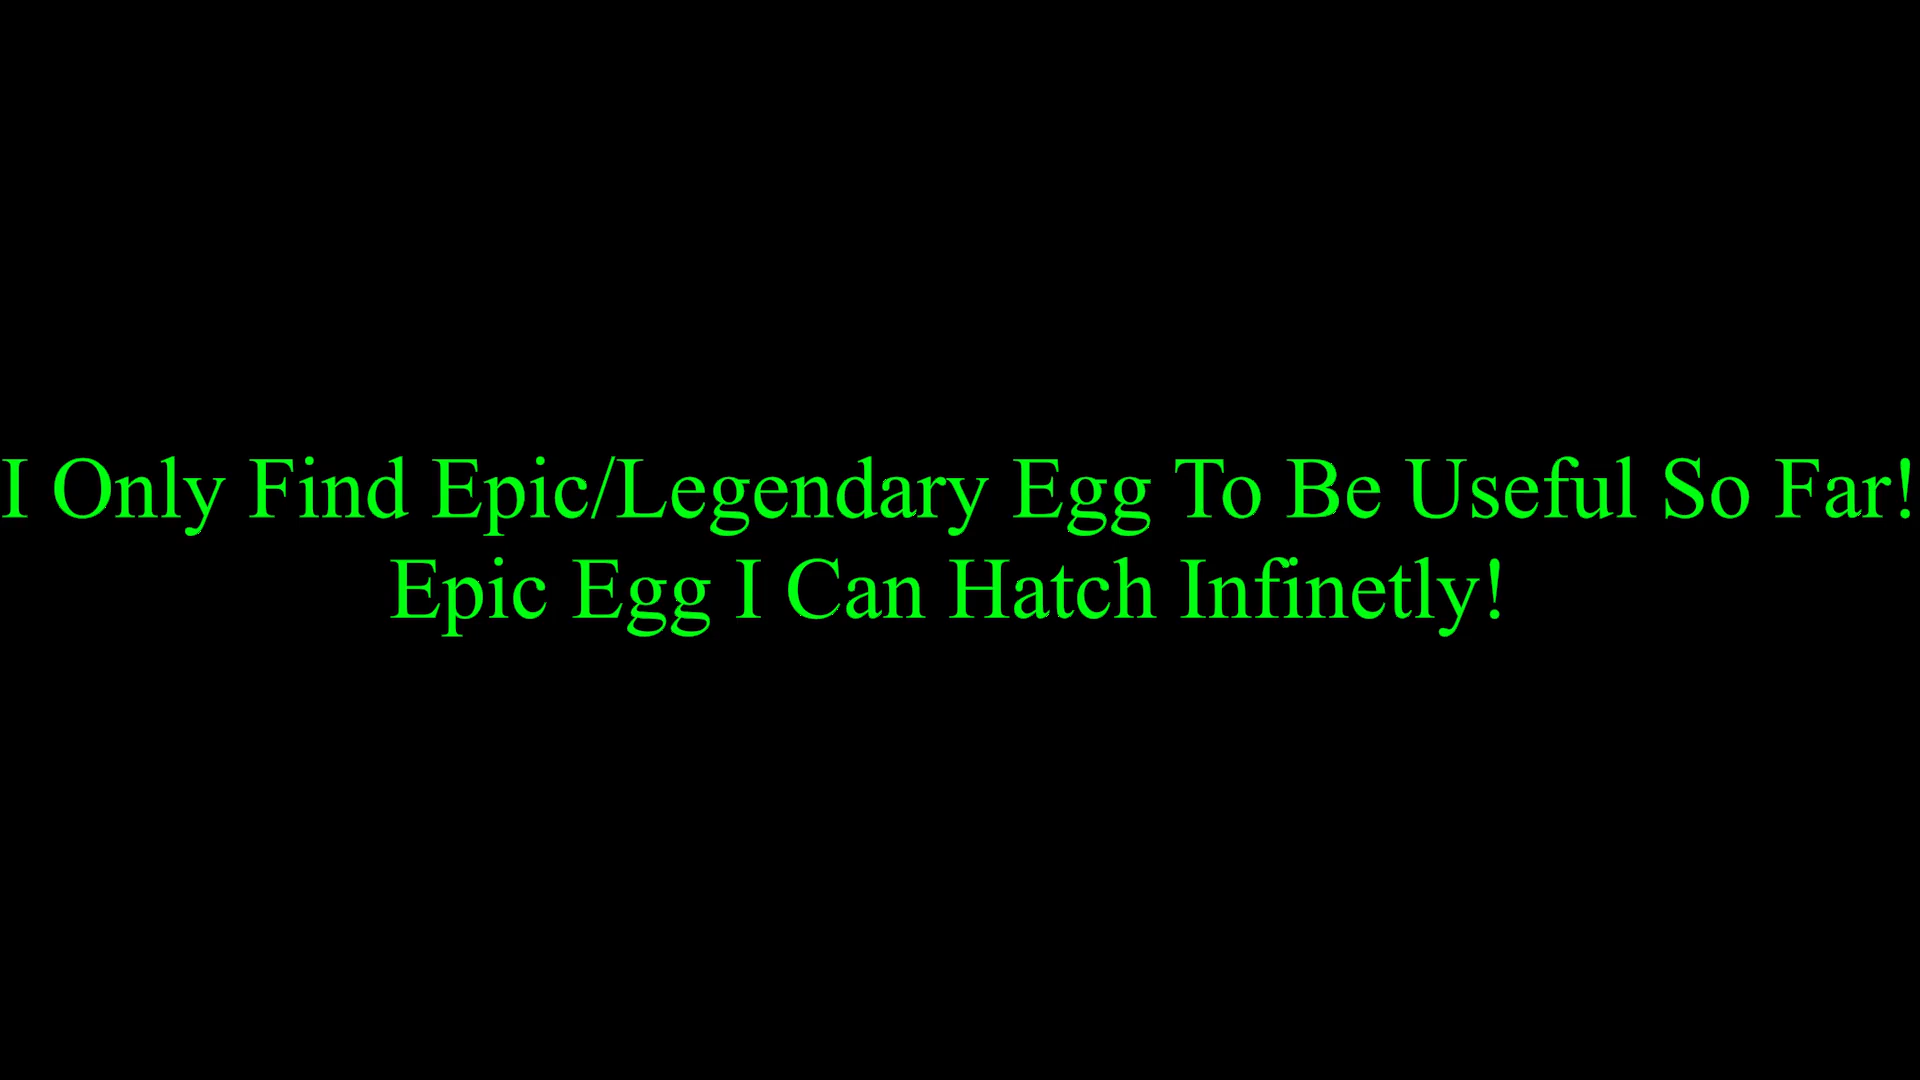 I Only Find Epic/Legendary Egg To Be Useful So Far!
Epic Egg I Can Hatch Infinetly!